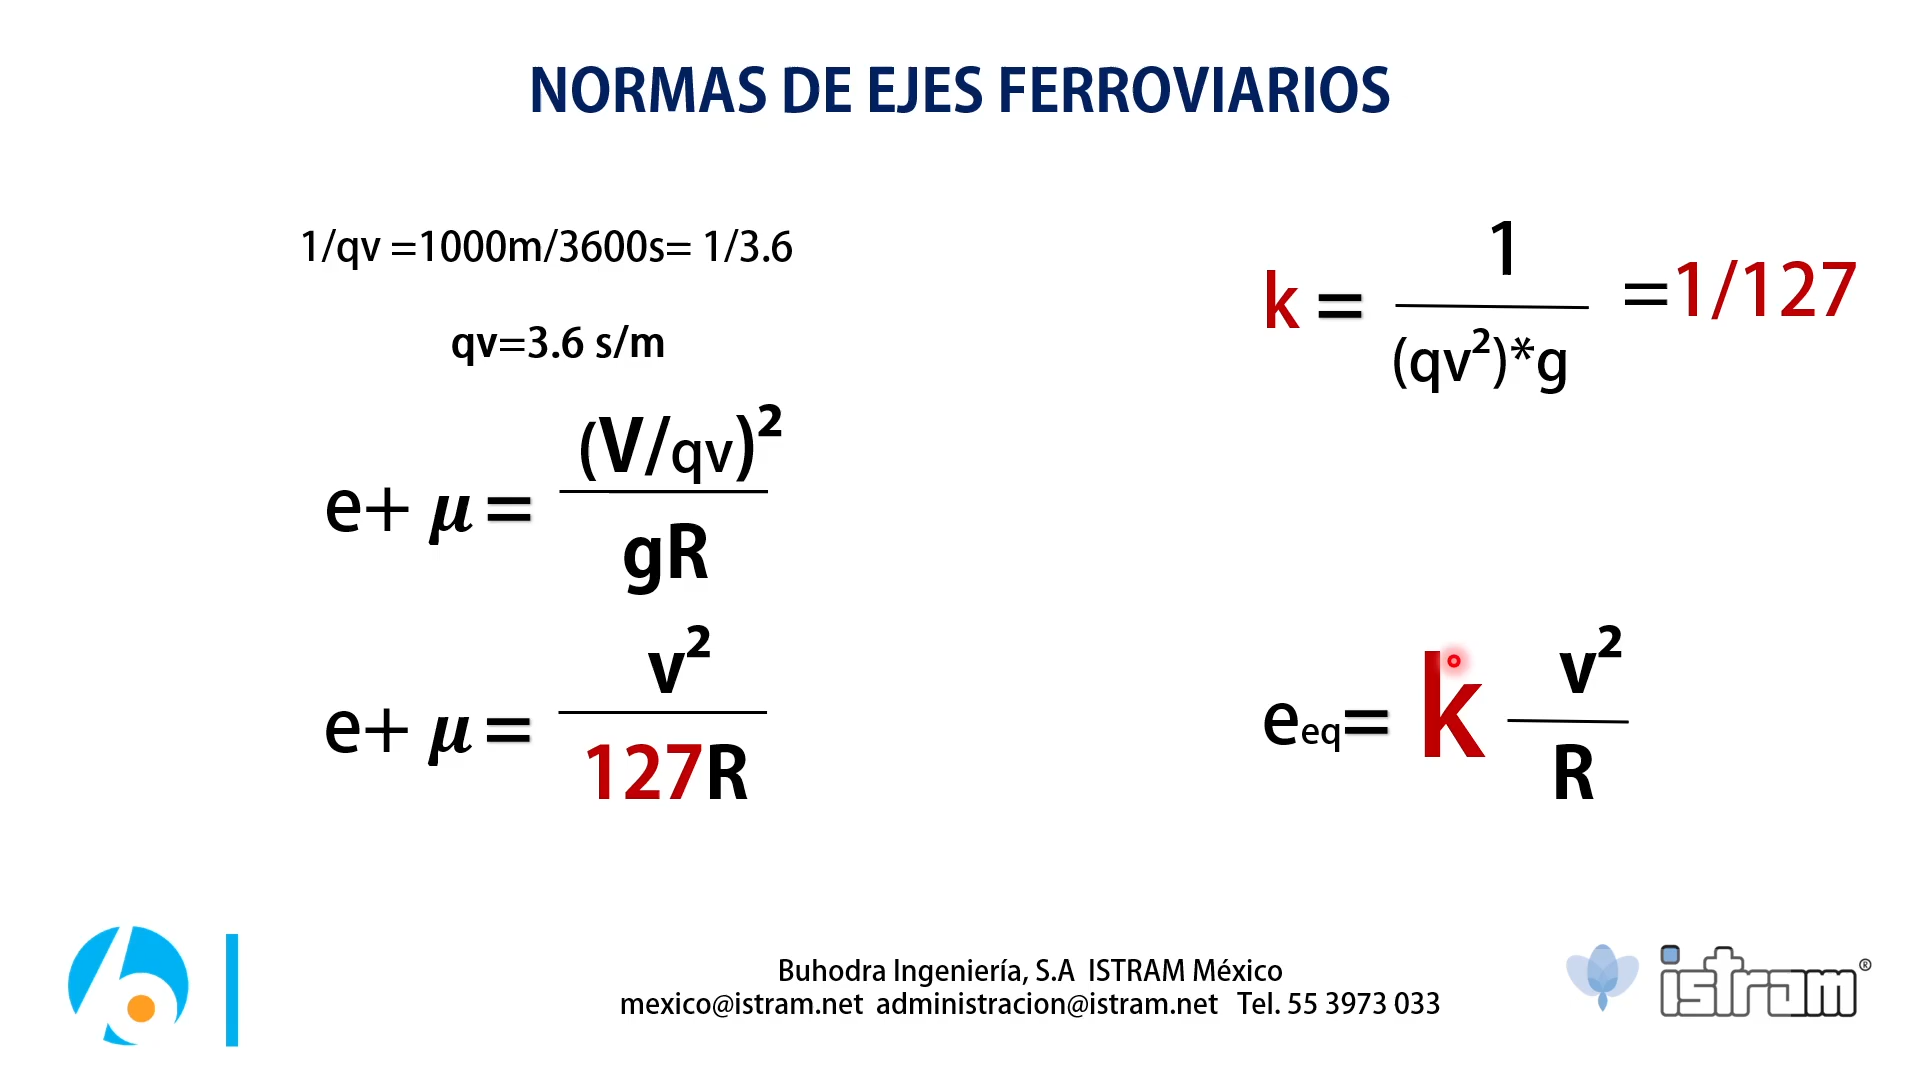 NORMAS DE EJES FERROVIARIOS
1/qv =1000m/3600s= 1/3.6
qv=3.6 s/m
e+ μ = (V/qv)² / gR
e+ μ = v² / 127R
k = 1 / (qv²)*g =1/127
e_eq= k v² / R
Buhodra Ingeniería, S.A ISTRAM México
mexico@istram.net administracion@istram.net Tel. 55 3973 033
istram®